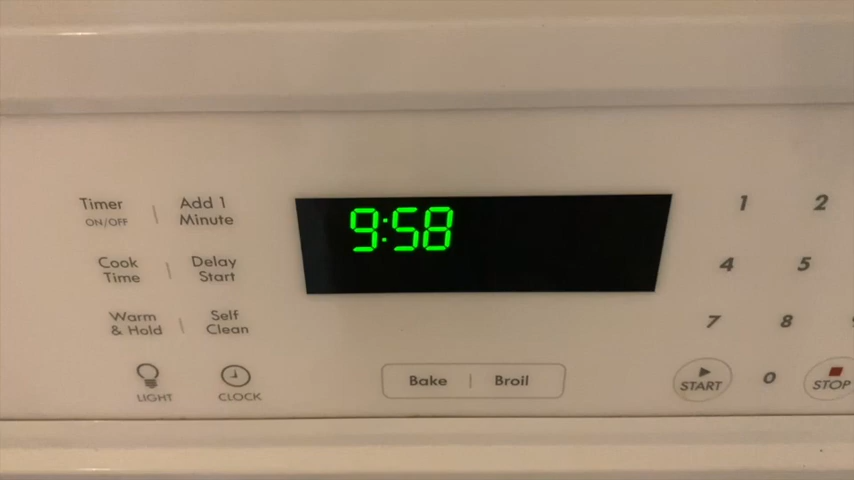 Timer
ON/OFF
Add 1
Minute
9:58
1
2
Cook
Time
Delay
Start
4
5
Warm
& Hold
Self
Clean
7
8
LIGHT
CLOCK
Bake
Broil
START
0
STOP